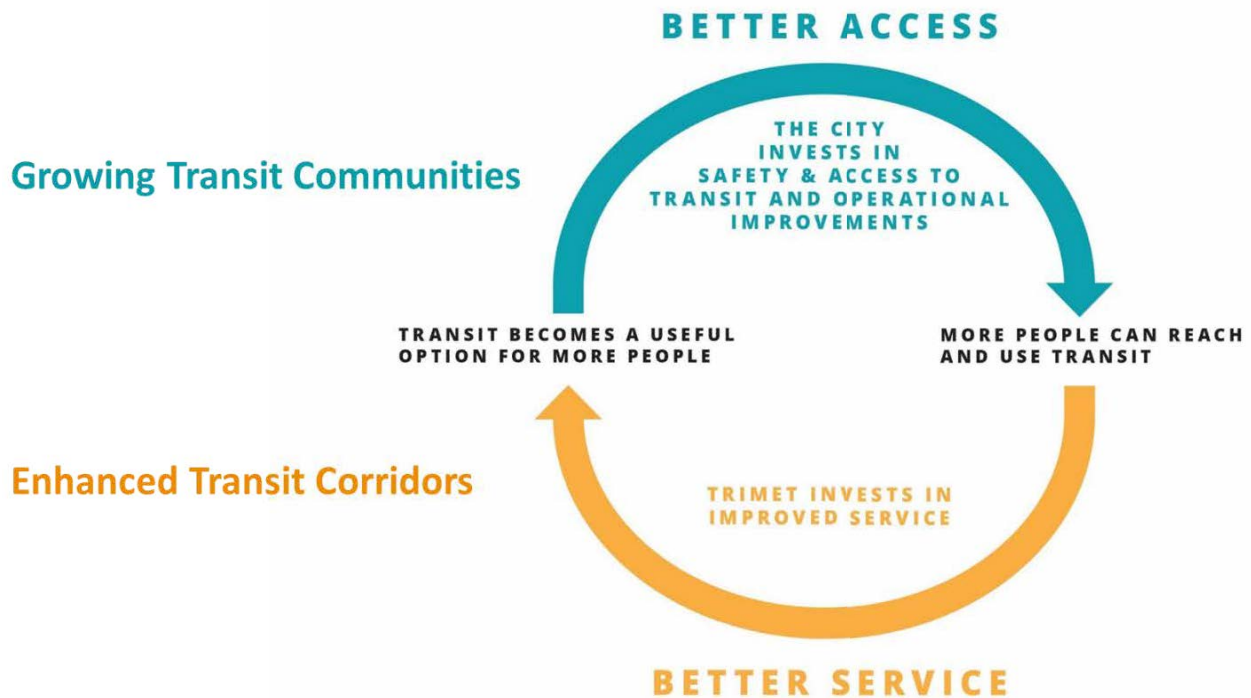 BETTER ACCESS
THE CITY
INVESTS IN
SAFETY & ACCESS TO
TRANSIT AND OPERATIONAL
IMPROVEMENTS
Growing Transit Communities
TRANSIT BECOMES A USEFUL
OPTION FOR MORE PEOPLE
MORE PEOPLE CAN REACH
AND USE TRANSIT
Enhanced Transit Corridors
TRIMET INVESTS IN
IMPROVED SERVICE
BETTER SERVICE